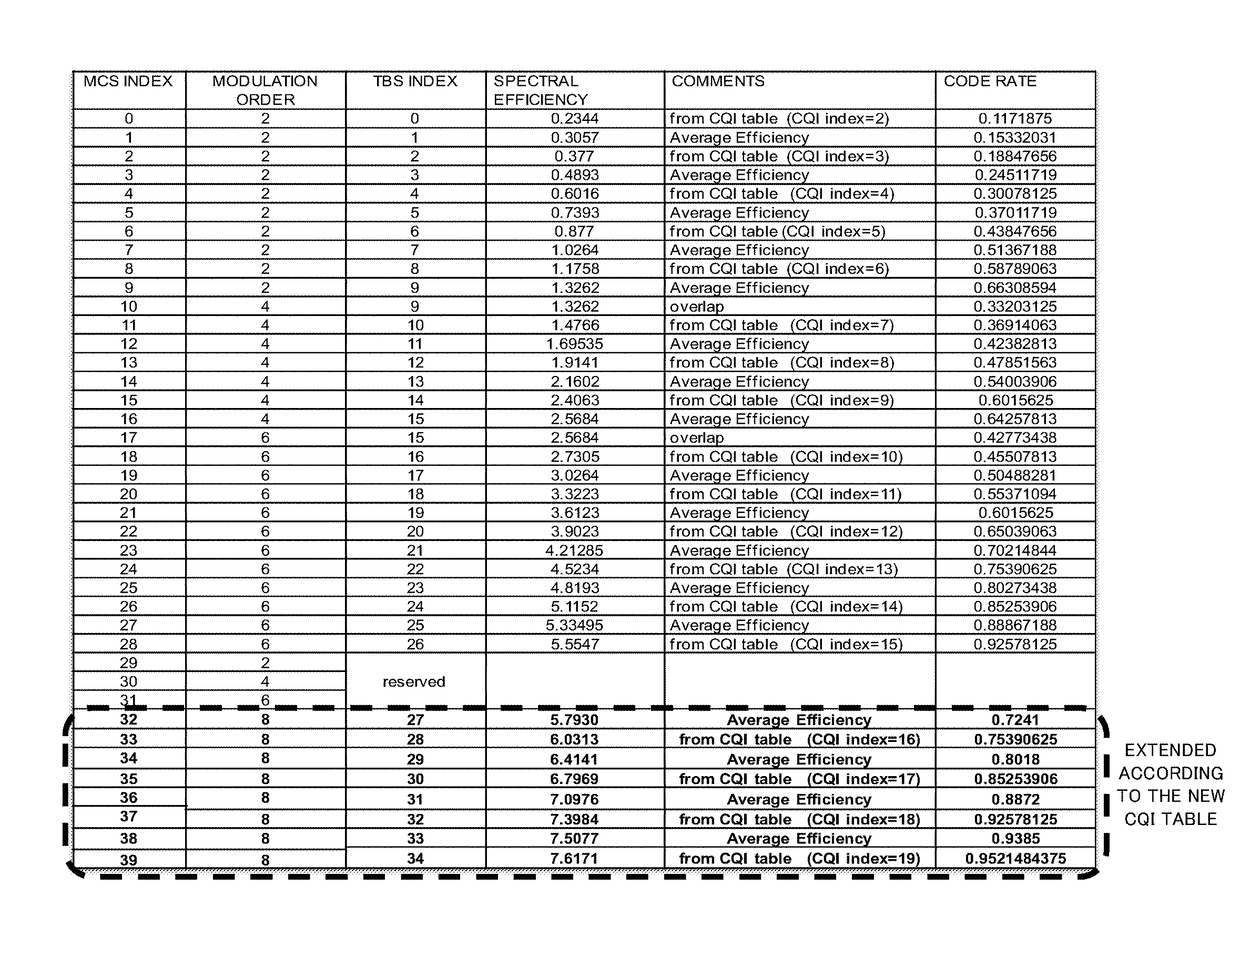 MCS INDEX MODULATION ORDER TBS INDEX SPECTRAL EFFICIENCY COMMENTS CODE RATE
0 2 0 0.2344 from CQI table (CQI index=2) 0.1171875
1 2 1 0.3057 Average Efficiency 0.15332031
2 2 2 0.377 from CQI table (CQI index=3) 0.18847656
3 2 3 0.4893 Average Efficiency 0.24511719
4 2 4 0.6016 from CQI table (CQI index=4) 0.30078125
5 2 5 0.7393 Average Efficiency 0.37011719
6 2 6 0.877 from CQI table (CQI index=5) 0.43847656
7 2 7 1.0264 Average Efficiency 0.51367188
8 2 8 1.1758 from CQI table (CQI index=6) 0.58789063
9 2 9 1.3262 Average Efficiency 0.66308594
10 4 9 1.3262 overlap 0.33203125
11 4 10 1.4766 from CQI table (CQI index=7) 0.36914063
12 4 11 1.69535 Average Efficiency 0.42382813
13 4 12 1.9141 from CQI table (CQI index=8) 0.47851563
14 4 13 2.1602 Average Efficiency 0.54003906
15 4 14 2.4063 from CQI table (CQI index=9) 0.6015625
16 4 15 2.5684 Average Efficiency 0.64257813
17 6 15 2.5684 overlap 0.42773438
18 6 16 2.7305 from CQI table (CQI index=10) 0.45507813
19 6 17 3.0264 Average Efficiency 0.50488281
20 6 18 3.3223 from CQI table (CQI index=11) 0.55371094
21 6 19 3.6123 Average Efficiency 0.6015625
22 6 20 3.9023 from CQI table (CQI index=12) 0.65039063
23 6 21 4.21285 Average Efficiency 0.70214844
24 6 22 4.5234 from CQI table (CQI index=13) 0.75390625
25 6 23 4.8193 Average Efficiency 0.80273438
26 6 24 5.1152 from CQI table (CQI index=14) 0.85253906
27 6 25 5.33495 Average Efficiency 0.88867188
28 6 26 5.5547 from CQI table (CQI index=15) 0.92578125
29 2
30 4 reserved
31 6
32 8 27 5.7930 Average Efficiency 0.7241
33 8 28 6.0313 from CQI table (CQI index=16) 0.75390625
34 8 29 6.4141 Average Efficiency 0.8018
35 8 30 6.7969 from CQI table (CQI index=17) 0.85253906
36 8 31 7.0976 Average Efficiency 0.8872
37 8 32 7.3984 from CQI table (CQI index=18) 0.92578125
38 8 33 7.5077 Average Efficiency 0.9385
39 8 34 7.6171 from CQI table (CQI index=19) 0.9521484375
EXTENDED
ACCORDING
TO THE NEW
CQI TABLE